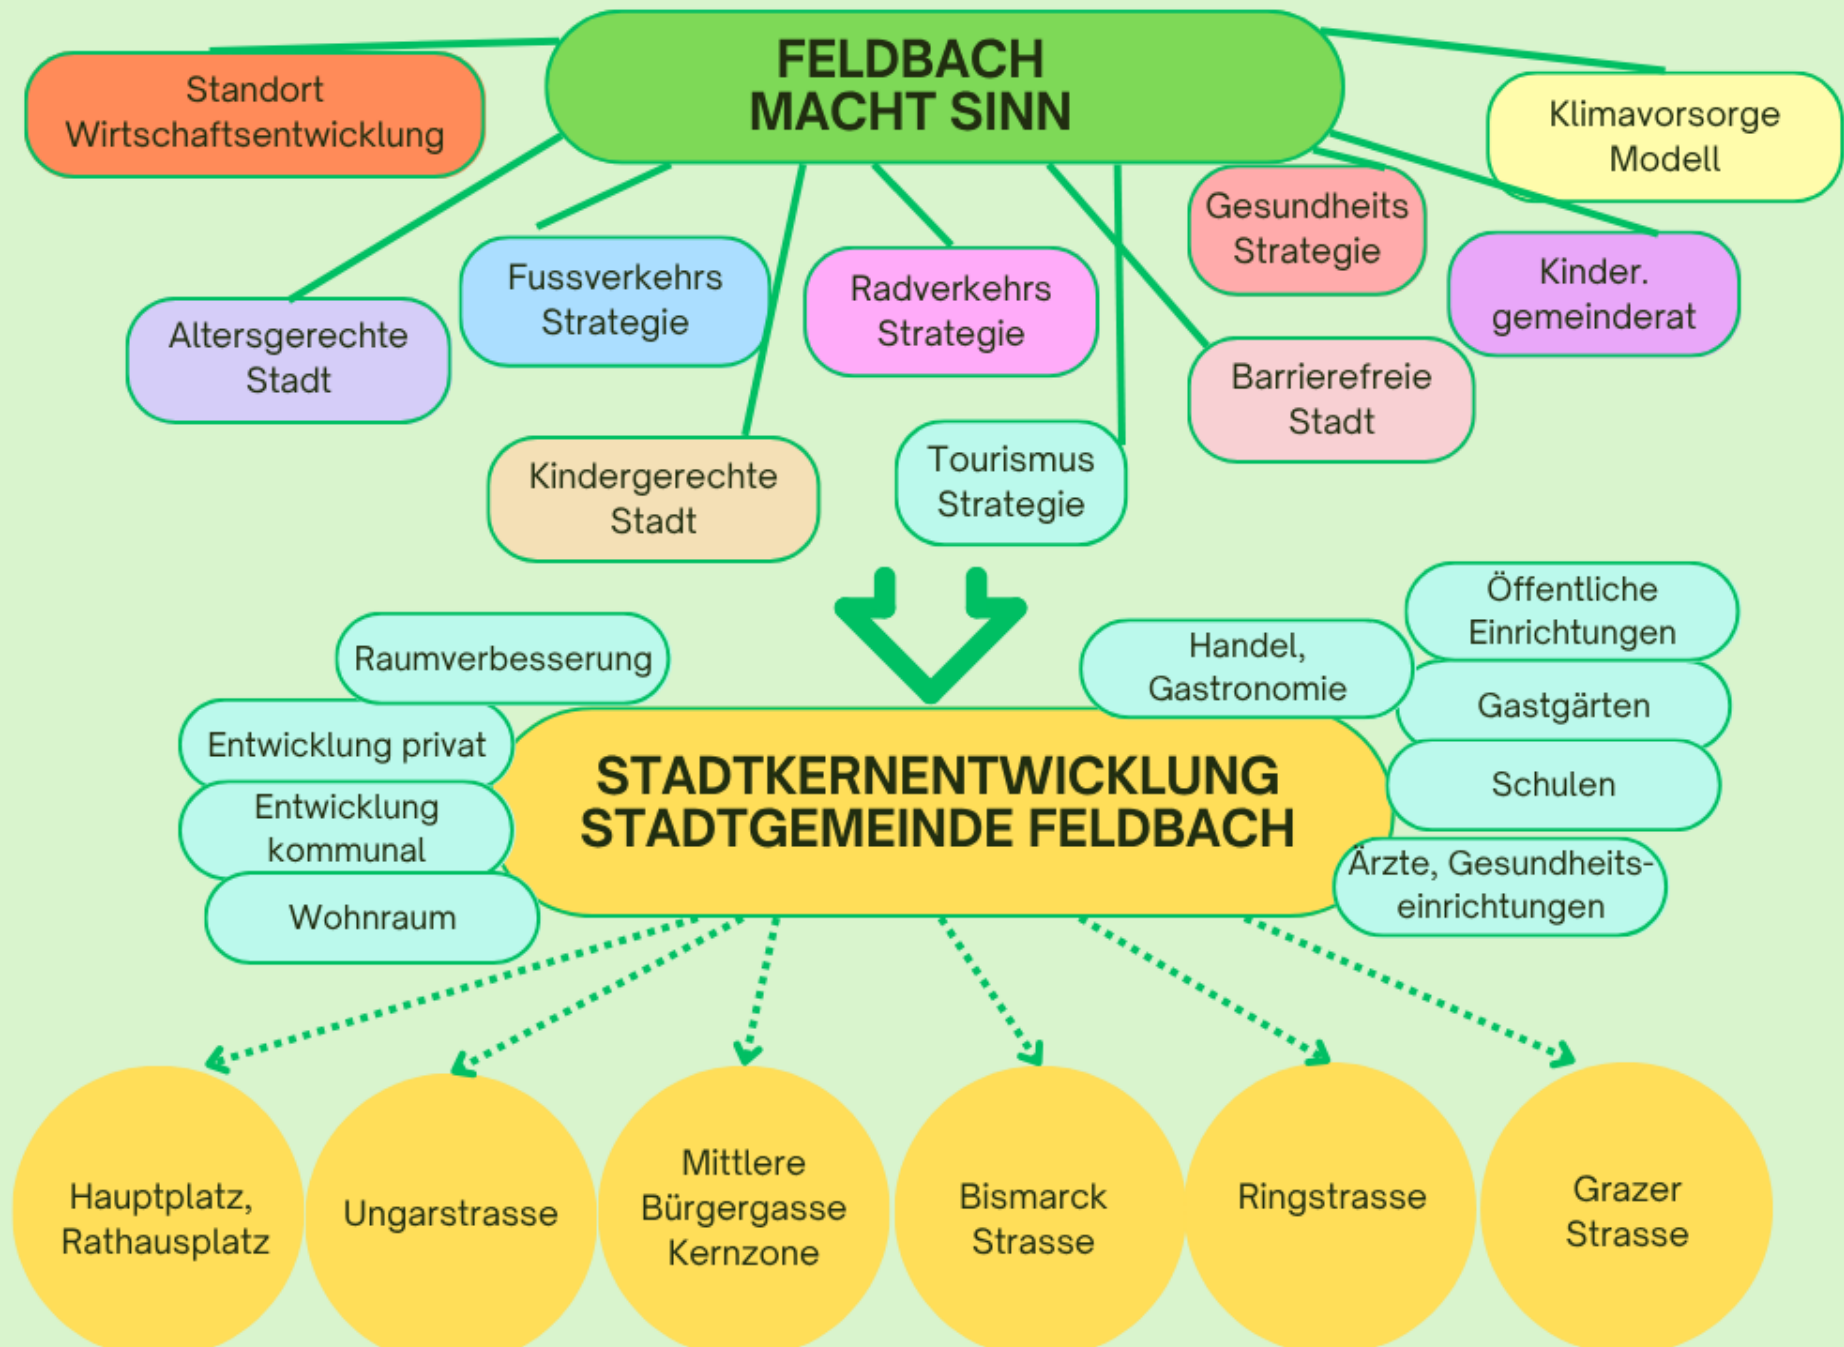 FELDBACH
MACHT SINN
Standort
Wirtschaftsentwicklung
Klimavorsorge
Modell
Gesundheits
Strategie
Fussverkehrs
Strategie
Radverkehrs
Strategie
Kinder.
gemeinderat
Altersgerechte
Stadt
Barrierefreie
Stadt
Kindergerechte
Stadt
Tourismus
Strategie
Raumverbesserung
Entwicklung privat
Entwicklung
kommunal
Wohnraum
Handel,
Gastronomie
Öffentliche
Einrichtungen
Gastgärten
Schulen
Ärzte, Gesundheits-
einrichtungen
STADTKERNENTWICKLUNG
STADTGEMEINDE FELDBACH
Hauptplatz,
Rathausplatz
Ungarstrasse
Mittlere
Bürgergasse
Kernzone
Bismarck
Strasse
Ringstrasse
Grazer
Strasse